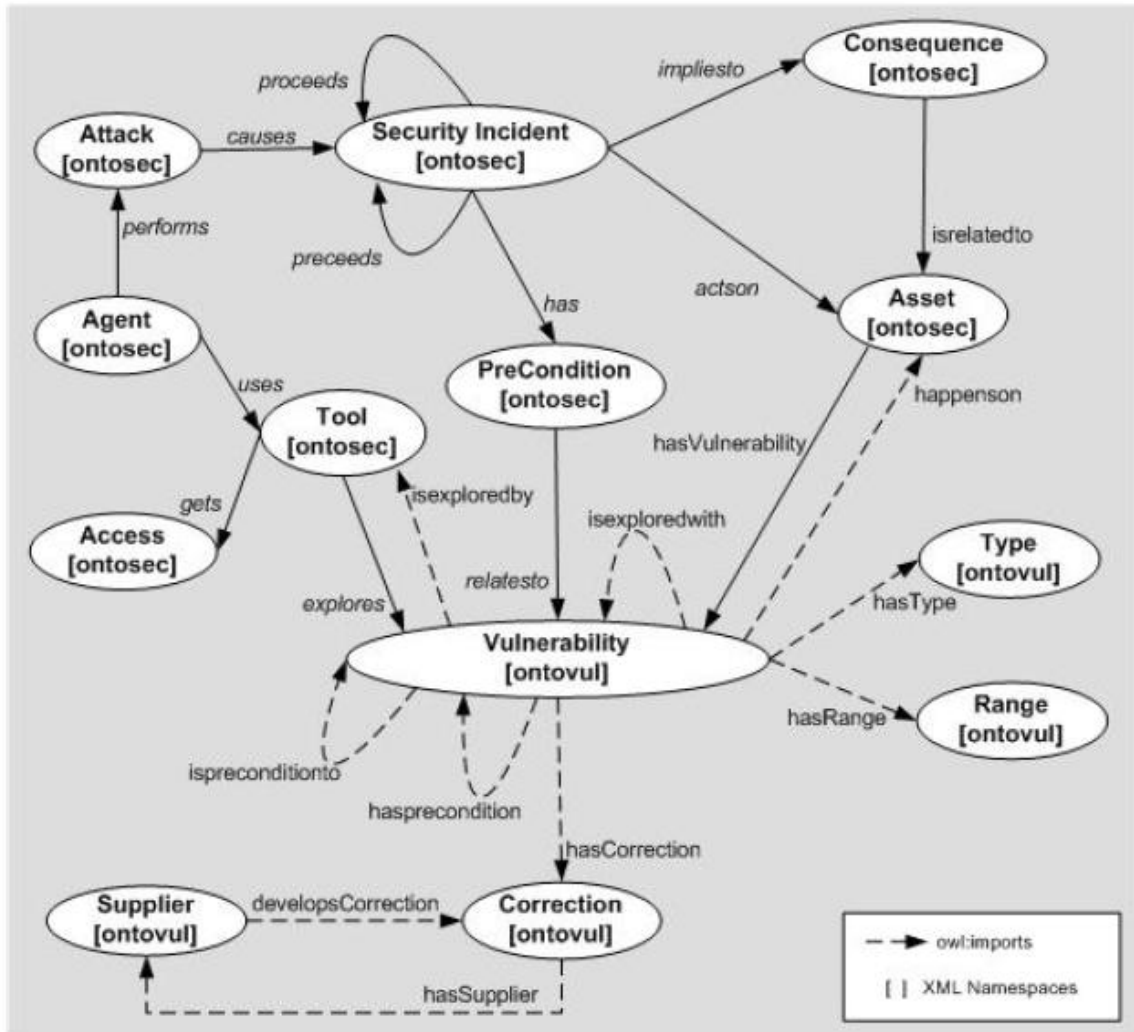 Consequence
[ontosec]
proceeds
impliesto
Attack
[ontosec]
causes
Security Incident
[ontosec]
performs
preceeds
isrelatedto
actson
Asset
[ontosec]
has
Agent
[ontosec]
uses
PreCondition
[ontosec]
happenson
Tool
[ontosec]
hasVulnerability
gets
isexploredby
isexploredwith
Access
[ontosec]
Type
[ontovul]
explores
relatesto
hasType
Vulnerability
[ontovul]
Range
[ontovul]
hasRange
ispreconditionto
hasprecondition
hasCorrection
Supplier
[ontovul]
developsCorrection
Correction
[ontovul]
hasSupplier
owl:imports
[ ] XML Namespaces